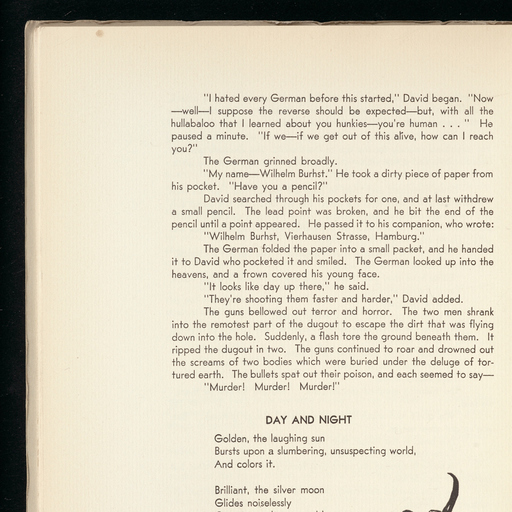 "I hated every German before this started," David began. "Now
—well—I suppose the reverse should be expected—but, with all the
hullabaloo that I learned about you hunkies—you're human . . ." He
paused a minute. "If we—if we get out of this alive, how can I reach
you?"
The German grinned broadly.
"My name—Wilhelm Burhst." He took a dirty piece of paper from
his pocket. "Have you a pencil?"
David searched through his pockets for one, and at last withdrew
a small pencil. The lead point was broken, and he bit the end of the
pencil until a point appeared. He passed it to his companion, who wrote:
"Wilhelm Burhst, Vierhausen Strasse, Hamburg."
The German folded the paper into a small packet, and he handed
it to David who pocketed it and smiled. The German looked up into the
heavens, and a frown covered his young face.
"It looks like day up there," he said.
"They're shooting them faster and harder," David added.
The guns bellowed out terror and horror. The two men shrank
into the remotest part of the dugout to escape the dirt that was flying
down into the hole. Suddenly, a flash tore the ground beneath them. It
ripped the dugout in two. The guns continued to roar and drowned out
the screams of two bodies which were buried under the deluge of tor-
tured earth. The bullets spat out their poison, and each seemed to say—
"Murder! Murder! Murder!"
DAY AND NIGHT
Golden, the laughing sun
Bursts upon a slumbering, unsuspecting world,
And colors it.
Brilliant, the silver moon
Glides noiselessly